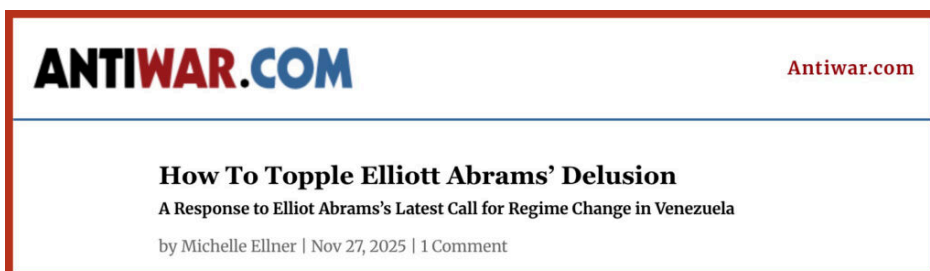 ANTIWAR.COM
Antiwar.com
How To Topple Elliott Abrams’ Delusion
A Response to Elliot Abrams’s Latest Call for Regime Change in Venezuela
by Michelle Ellner | Nov 27, 2025 | 1 Comment